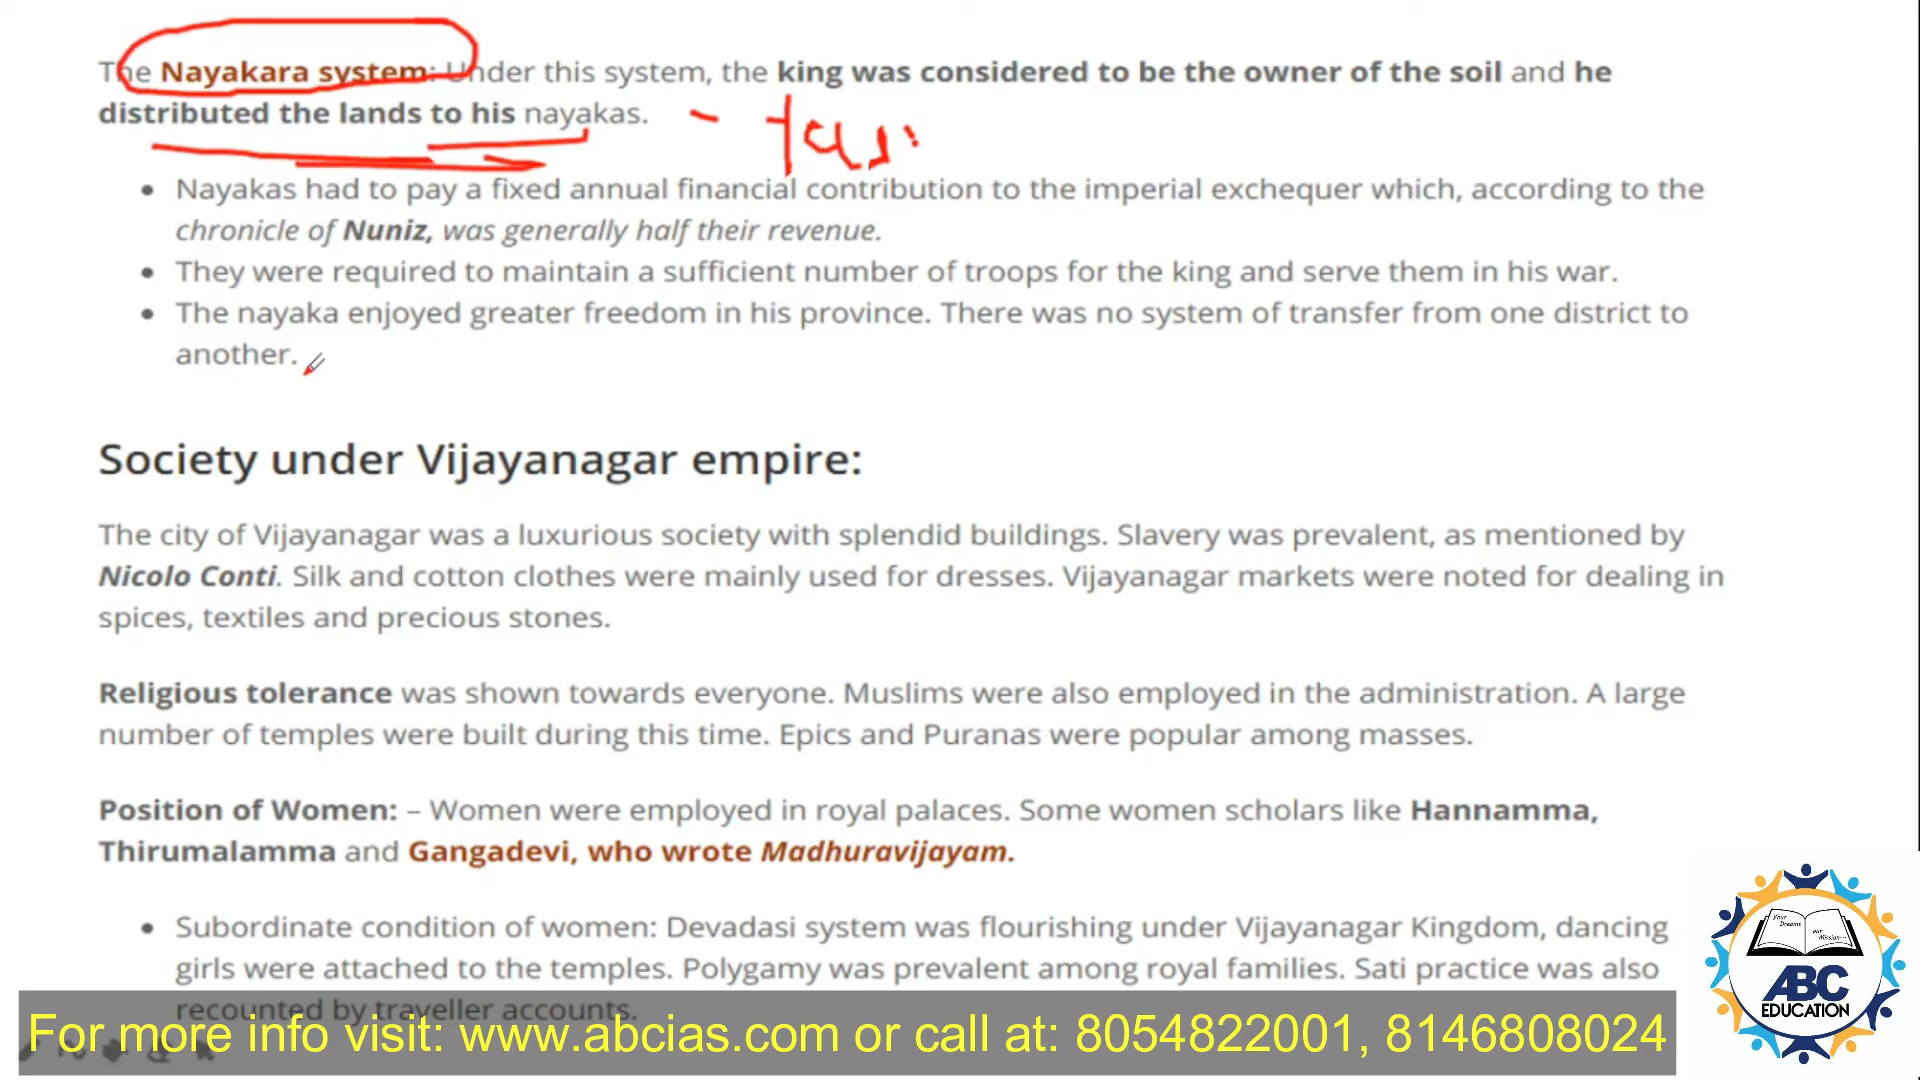 The Nayakara system: Under this system, the king was considered to be the owner of the soil and he
distributed the lands to his nayakas.
• Nayakas had to pay a fixed annual financial contribution to the imperial exchequer which, according to the
chronicle of Nuniz, was generally half their revenue.
• They were required to maintain a sufficient number of troops for the king and serve them in his war.
• The nayaka enjoyed greater freedom in his province. There was no system of transfer from one district to
another.
Society under Vijayanagar empire:
The city of Vijayanagar was a luxurious society with splendid buildings. Slavery was prevalent, as mentioned by
Nicolo Conti. Silk and cotton clothes were mainly used for dresses. Vijayanagar markets were noted for dealing in
spices, textiles and precious stones.
Religious tolerance was shown towards everyone. Muslims were also employed in the administration. A large
number of temples were built during this time. Epics and Puranas were popular among masses.
Position of Women: – Women were employed in royal palaces. Some women scholars like Hannamma,
Thirumalamma and Gangadevi, who wrote Madhuravijayam.
• Subordinate condition of women: Devadasi system was flourishing under Vijayanagar Kingdom, dancing
girls were attached to the temples. Polygamy was prevalent among royal families. Sati practice was also
recounted by traveller accounts.
For more info visit: www.abcias.com or call at: 8054822001, 8146808024
Your
Dreams
our
Mission...
ABC
EDUCATION